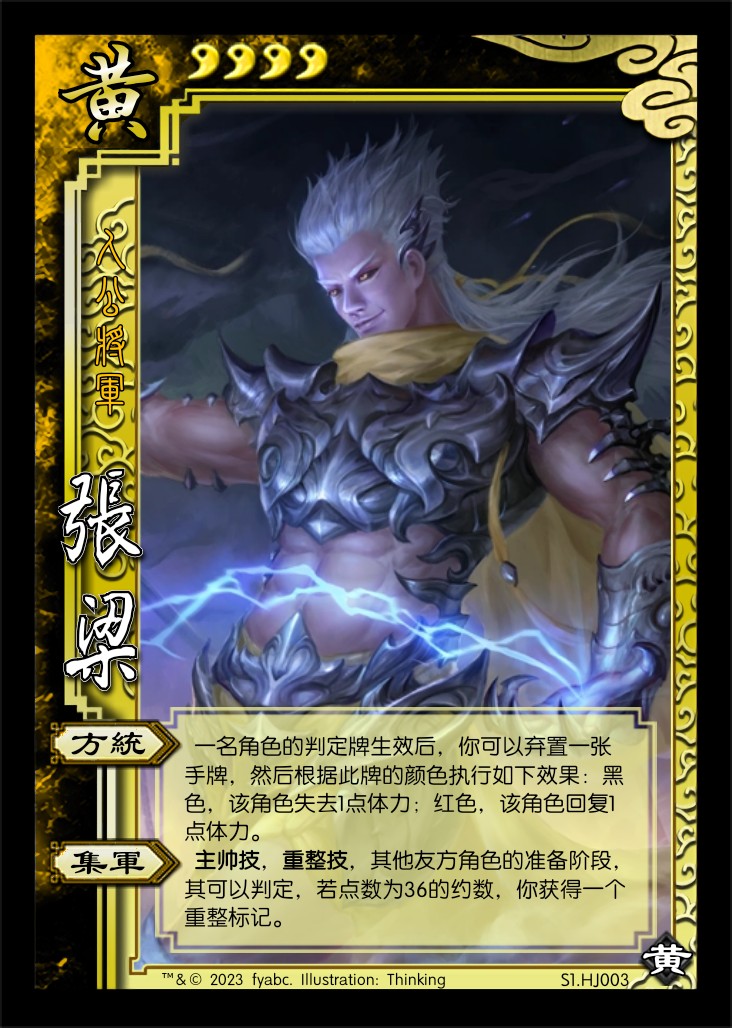 黄
人公將軍
張梁
方統
一名角色的判定牌生效后，你可以弃置一张
手牌，然后根据此牌的颜色执行如下效果：黑
色，该角色失去1点体力；红色，该角色回复1
点体力。
集軍
主帅技，重整技，其他友方角色的准备阶段，
其可以判定，若点数为36的约数，你获得一个
重整标记。
™&© 2023 fyabc. Illustration: Thinking
S1.HJ003
黄